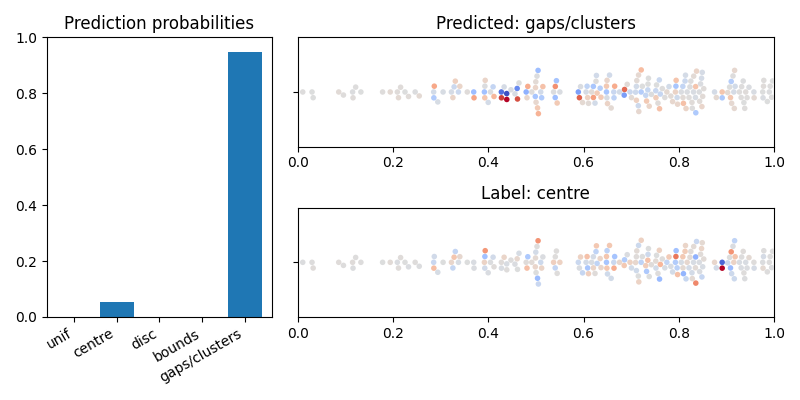 Prediction probabilities
1.0
0.8
0.6
0.4
0.2
0.0
unif
centre
disc
bounds
gaps/clusters
Predicted: gaps/clusters
0.0 0.2 0.4 0.6 0.8 1.0
Label: centre
0.0 0.2 0.4 0.6 0.8 1.0